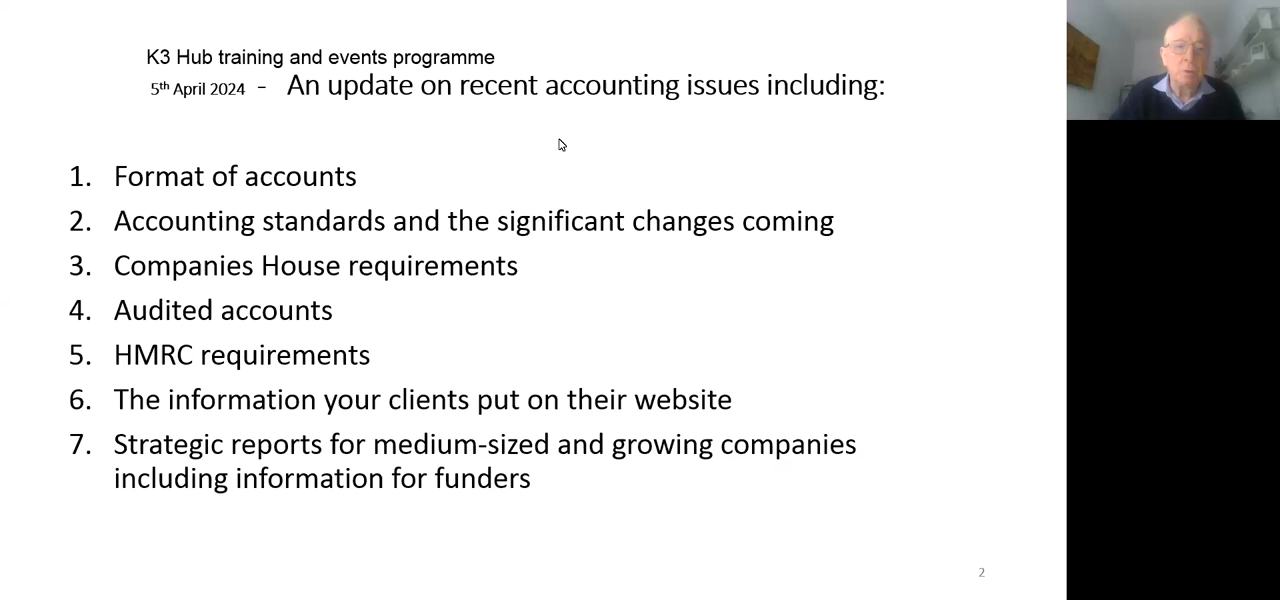 K3 Hub training and events programme
5th April 2024 – An update on recent accounting issues including:
1. Format of accounts
2. Accounting standards and the significant changes coming
3. Companies House requirements
4. Audited accounts
5. HMRC requirements
6. The information your clients put on their website
7. Strategic reports for medium-sized and growing companies
including information for funders
2